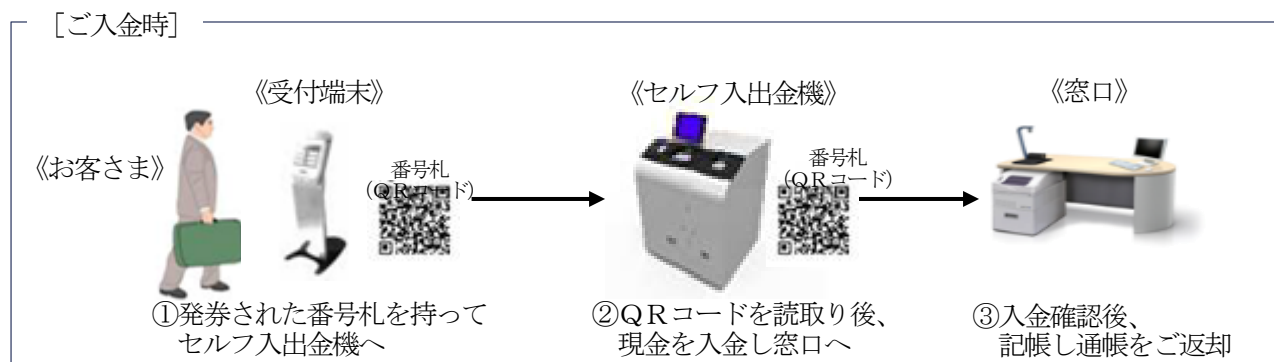 ［ご入金時］
《受付端末》
《セルフ入出金機》
《窓口》
《お客さま》
番号札
(ＱＲコード)
番号札
(ＱＲコード)
①発券された番号札を持って
セルフ入出金機へ
②ＱＲコードを読取り後、
現金を入金し窓口へ
③入金確認後、
記帳し通帳をご返却